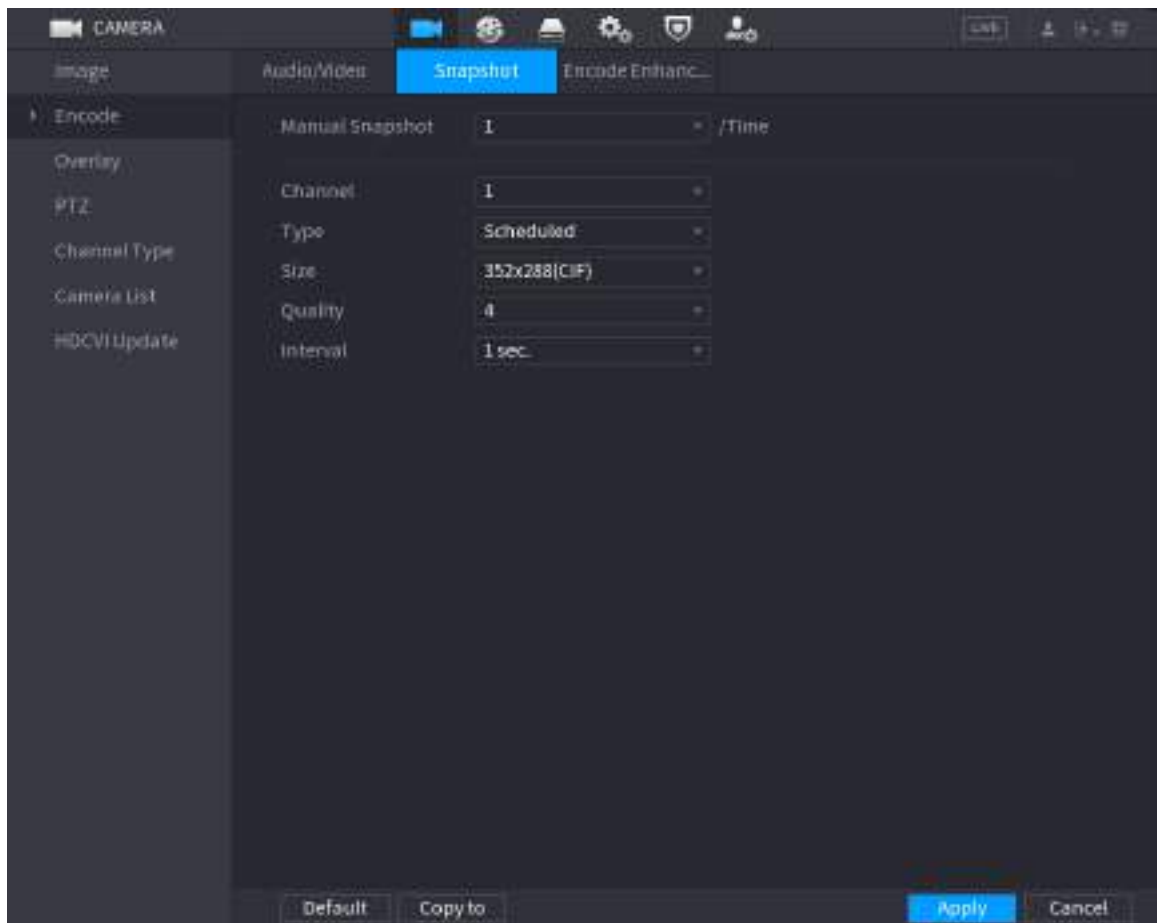 CAMERA
LIVE
Image
Audio/Video Snapshot Encode Enhanc...
Encode
Manual Snapshot 1 /Time
Overlay
Channel 1
PTZ
Type Scheduled
Channel Type
Size 352x288(CIF)
Camera List
Quality 4
HDCVI Update
Interval 1 sec.
Default Copy to Apply Cancel